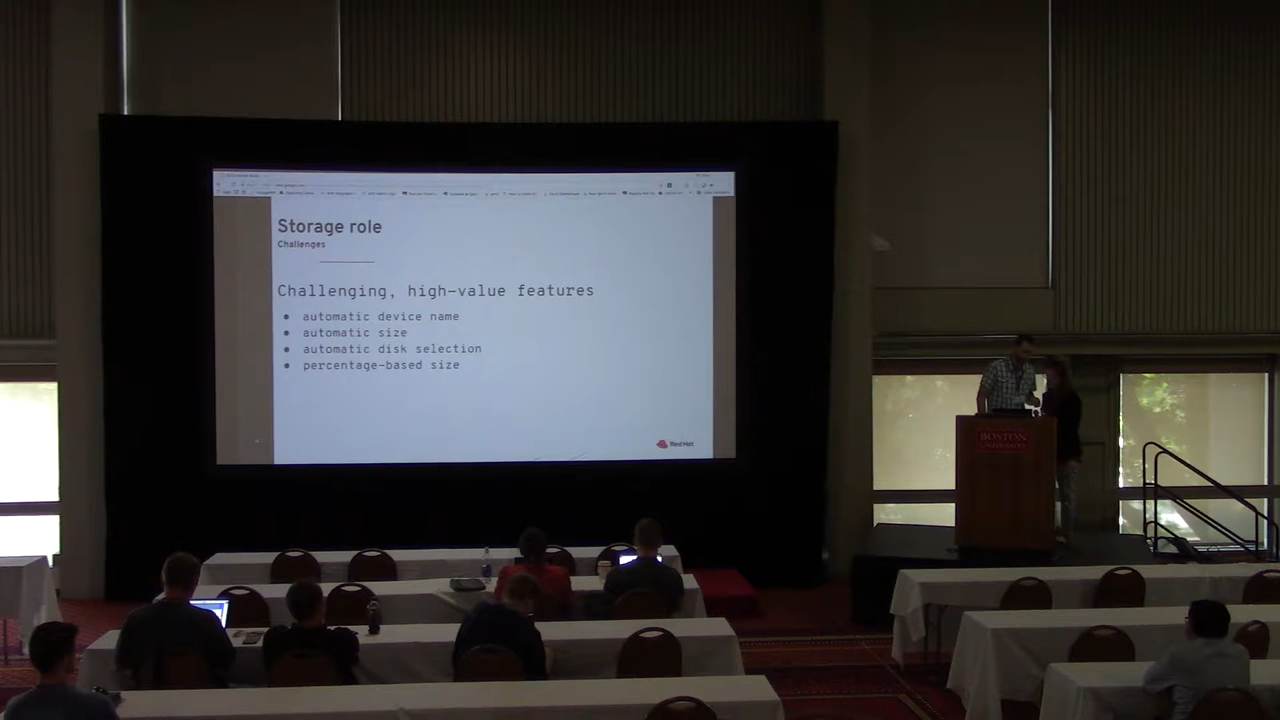 Storage role
Challenges
Challenging, high-value features
● automatic device name
● automatic size
● automatic disk selection
● percentage-based size
Red Hat
BOSTON
UNIVERSITY